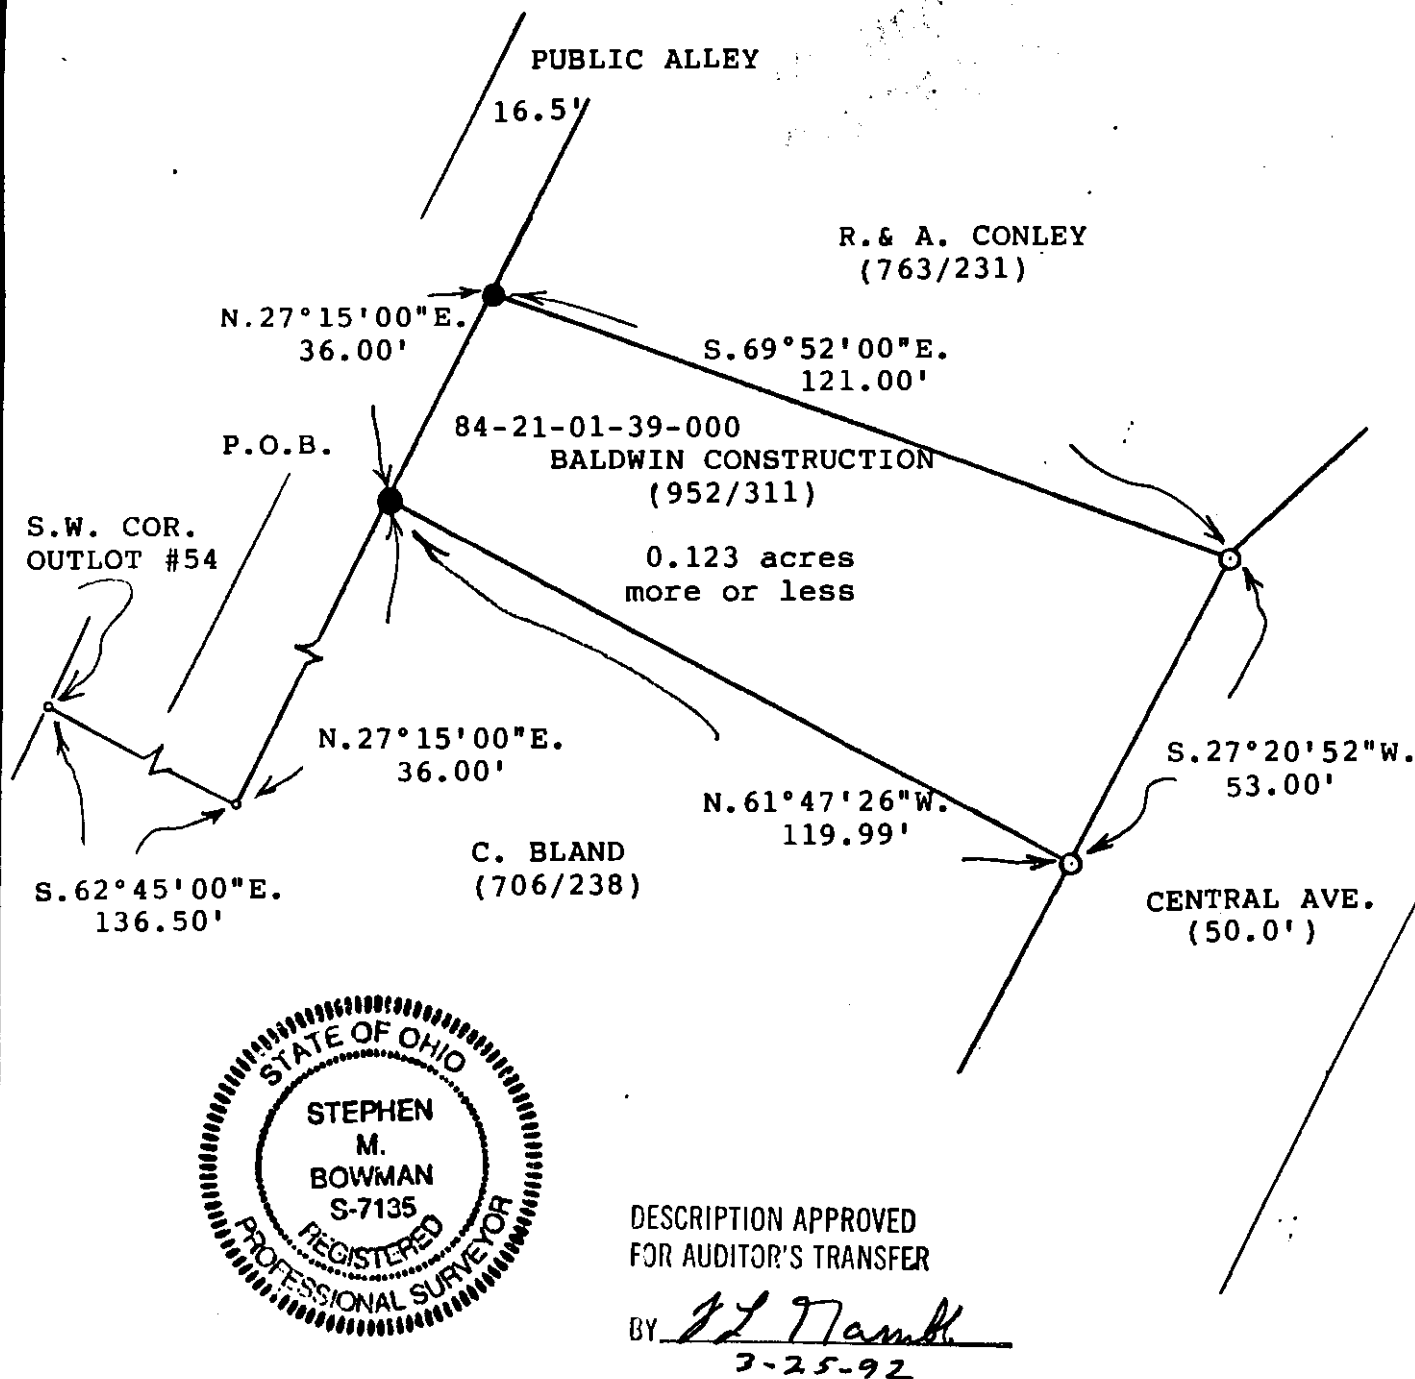 PUBLIC ALLEY
16.5'
R.& A. CONLEY
(763/231)
N.27°15'00"E.
36.00'
S.69°52'00"E.
121.00'
P.O.B.
84-21-01-39-000
BALDWIN CONSTRUCTION
(952/311)
S.W. COR.
OUTLOT #54
0.123 acres
more or less
N.27°15'00"E.
36.00'
S.27°20'52"W.
53.00'
N.61°47'26"W.
119.99'
C. BLAND
(706/238)
S.62°45'00"E.
136.50'
CENTRAL AVE.
(50.0')
STATE OF OHIO
STEPHEN
M.
BOWMAN
S-7135
REGISTERED
PROFESSIONAL SURVEYOR
DESCRIPTION APPROVED
FOR AUDITOR'S TRANSFER
BY
3-25-92